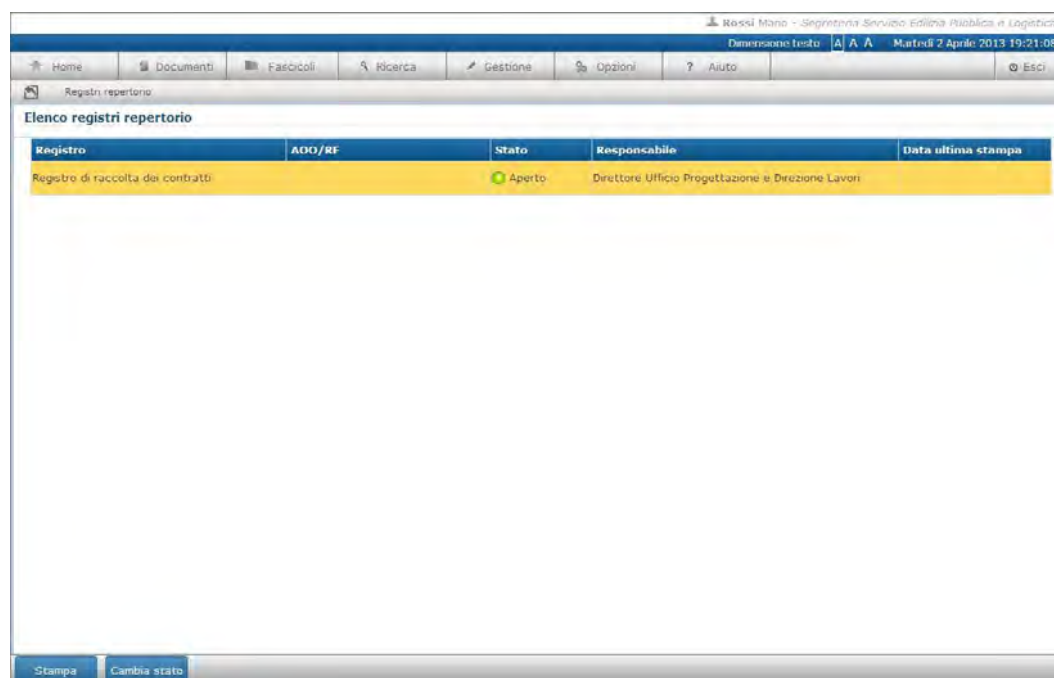 Rossi Mario - Segreteria Servizio Edilizia Pubblica e Logistica
Dimensione testo A A A Martedì 2 Aprile 2013 19:21:08
Home Documenti Fascicoli Ricerca Gestione Opzioni ? Aiuto Esci
Registri repertorio
Elenco registri repertorio
Registro AOO/RF Stato Responsabile Data ultima stampa
Registro di raccolta dei contratti Aperto Direttore Ufficio Progettazione e Direzione Lavori
Stampa Cambia stato